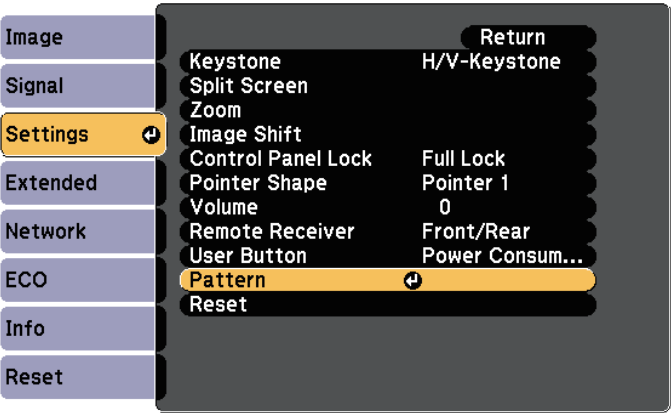 Image
Signal
Settings
Extended
Network
ECO
Info
Reset
Return
Keystone H/V-Keystone
Split Screen
Zoom
Image Shift
Control Panel Lock Full Lock
Pointer Shape Pointer 1
Volume 0
Remote Receiver Front/Rear
User Button Power Consum...
Pattern
Reset